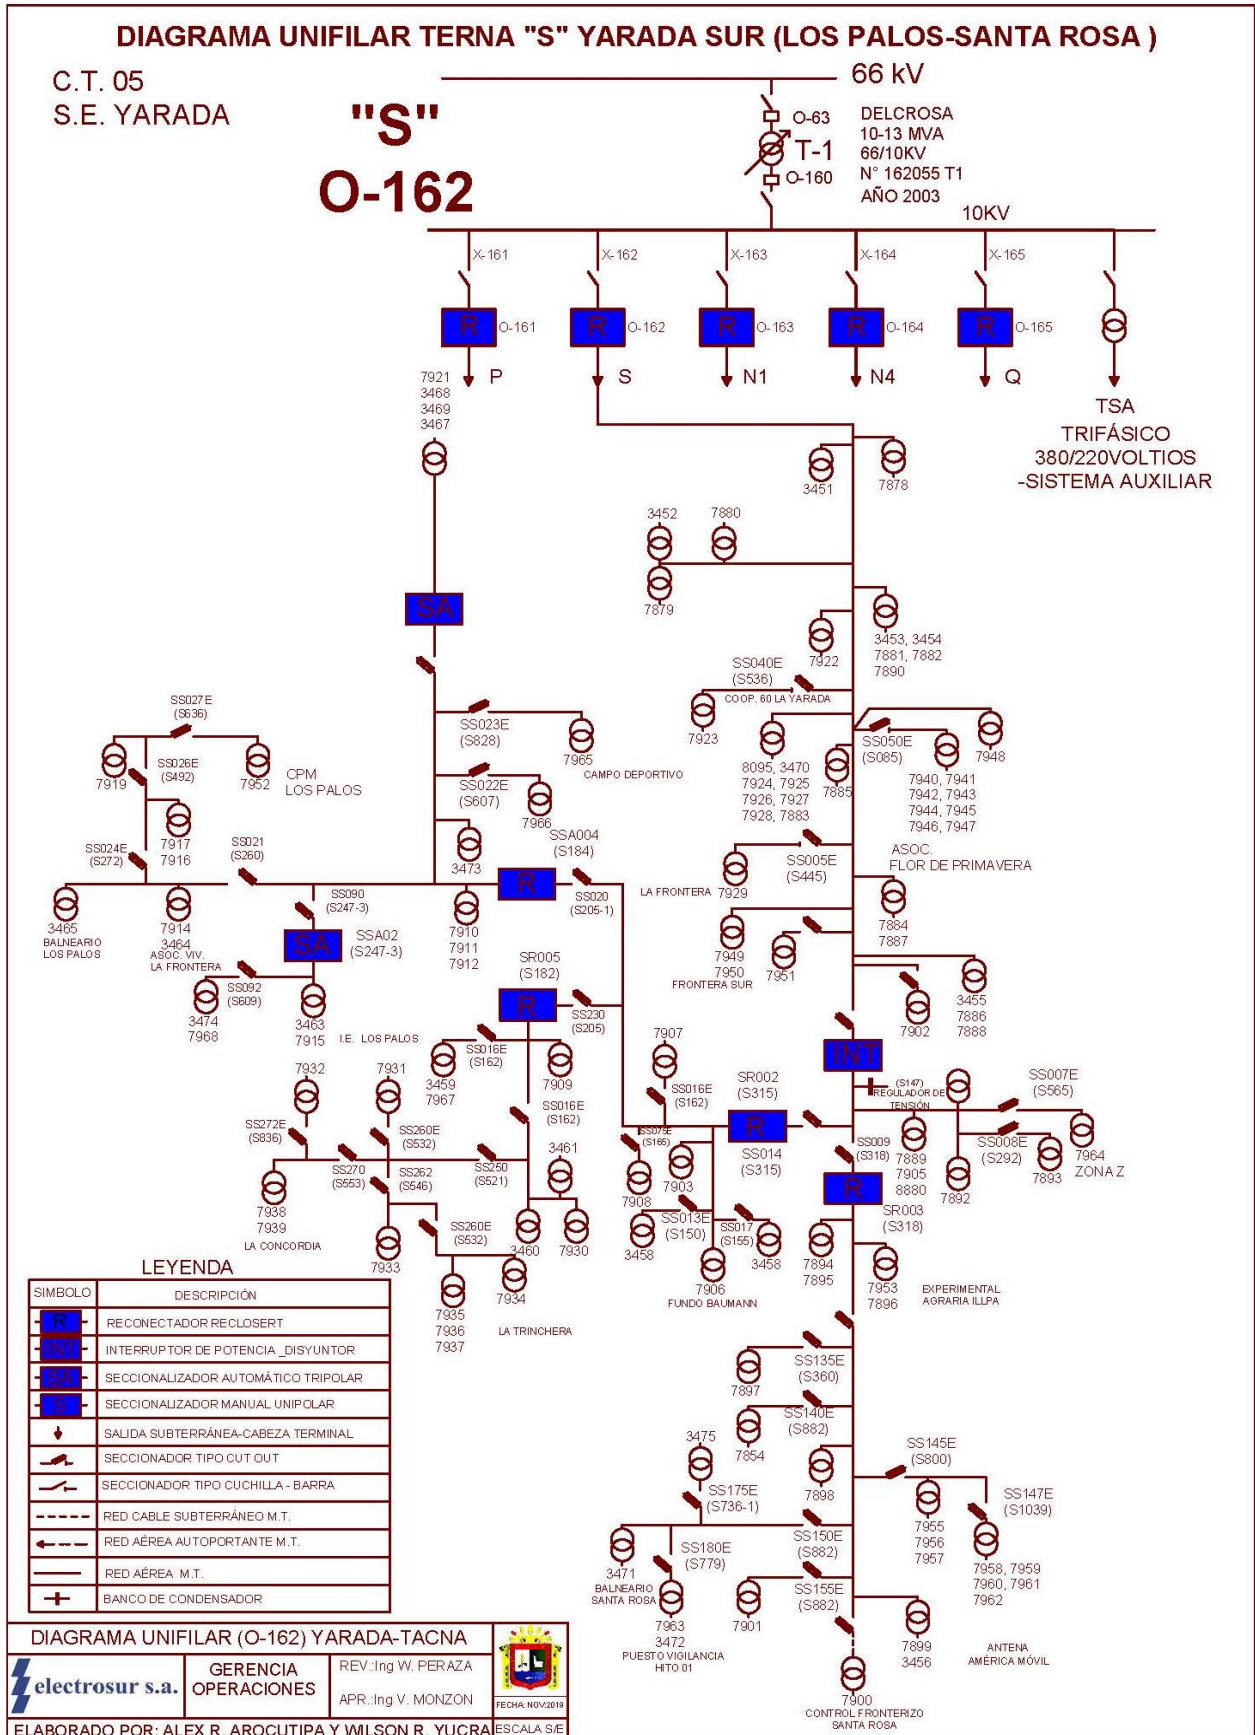 DIAGRAMA UNIFILAR TERNA "S" YARADA SUR (LOS PALOS-SANTA ROSA )
C.T. 05
S.E. YARADA
"S"
O-162
66 kV
O-63
T-1
O-160
DELCROSA
10-13 MVA
66/10KV
N° 162055 T1
AÑO 2003
10KV
X-161
X-162
X-163
X-164
X-165
R
O-161
R
O-162
R
O-163
R
O-164
R
O-165
P
S
N1
N4
Q
TSA
TRIFÁSICO
380/220VOLTIOS
-SISTEMA AUXILIAR
7921
3468
3469
3467
3451
7878
3452
7880
7879
SA
7922
3453, 3454
7881, 7882
7890
SS040E
(S536)
COOP. 60 LA YARADA
7923
SS027E
(S636)
SS026E
(S492)
7919
7952
CPM
LOS PALOS
SS023E
(S828)
7965
CAMPO DEPORTIVO
SS022E
(S607)
7966
8095, 3470
7924, 7925
7926, 7927
7928, 7883
7885
SS050E
(S085)
7948
7940, 7941
7942, 7943
7944, 7945
7946, 7947
7917
7916
SS024E
(S272)
SS021
(S260)
3473
SSA004
(S184)
R
SS020
(S205-1)
SS005E
(S445)
LA FRONTERA
7929
ASOC.
FLOR DE PRIMAVERA
SS090
(S247-3)
SA
SSA02
(S247-3)
3465
BALNEARIO
LOS PALOS
7914
3464
ASOC. VIV.
LA FRONTERA
7910
7911
7912
7884
7887
7949
7950
FRONTERA SUR
7951
SS092
(S609)
3474
7968
3463
7915
I.E. LOS PALOS
SR005
(S182)
R
SS230
(S205)
7902
3455
7886
7888
INT
7932
7931
SS016E
(S162)
3459
7967
7909
7907
SS016E
(S162)
SR002
(S315)
R
SS014
(S315)
(S147)
REGULADOR DE
TENSIÓN
SS007E
(S565)
SS272E
(S836)
SS260E
(S532)
SS016E
(S162)
SS075E
(S165)
SS009
(S318)
SS008E
(S292)
7889
7905
8880
7892
7893
7964
ZONA Z
SS270
(S553)
SS262
(S546)
SS250
(S521)
3461
7908
7903
R
SR003
(S318)
7938
7939
LA CONCORDIA
7933
SS260E
(S532)
3460
7930
3458
SS013E
(S150)
SS017
(S155)
3458
7906
FUNDO BAUMANN
7894
7895
7953
7896
EXPERIMENTAL
AGRARIA ILLPA
7935
7936
7937
7934
LA TRINCHERA
LEYENDA
SIMBOLO
DESCRIPCIÓN
R
RECONECTADOR RECLOSERT
INTERRUPTOR DE POTENCIA _DISYUNTOR
SECCIONALIZADOR AUTOMÁTICO TRIPOLAR
SECCIONALIZADOR MANUAL UNIPOLAR
SALIDA SUBTERRÁNEA-CABEZA TERMINAL
SECCIONADOR TIPO CUT OUT
SECCIONADOR TIPO CUCHILLA - BARRA
RED CABLE SUBTERRÁNEO M.T.
RED AÉREA AUTOPORTANTE M.T.
RED AÉREA M.T.
BANCO DE CONDENSADOR
SS135E
(S360)
7897
SS140E
(S882)
7854
7898
3475
SS175E
(S736-1)
SS145E
(S800)
SS147E
(S1039)
7955
7956
7957
7958, 7959
7960, 7961
7962
SS150E
(S882)
SS180E
(S779)
3471
BALNEARIO
SANTA ROSA
7963
3472
PUESTO VIGILANCIA
HITO 01
SS155E
(S882)
7901
7899
3456
ANTENA
AMÉRICA MÓVIL
7900
CONTROL FRONTERIZO
SANTA ROSA
DIAGRAMA UNIFILAR (O-162) YARADA-TACNA
electrosur s.a.
GERENCIA
OPERACIONES
REV.:Ing W. PERAZA
APR.:Ing V. MONZON
FECHA: NOV2019
ELABORADO POR: ALEX R. AROCUTIPA Y WILSON R. YUCRA
ESCALA S/E